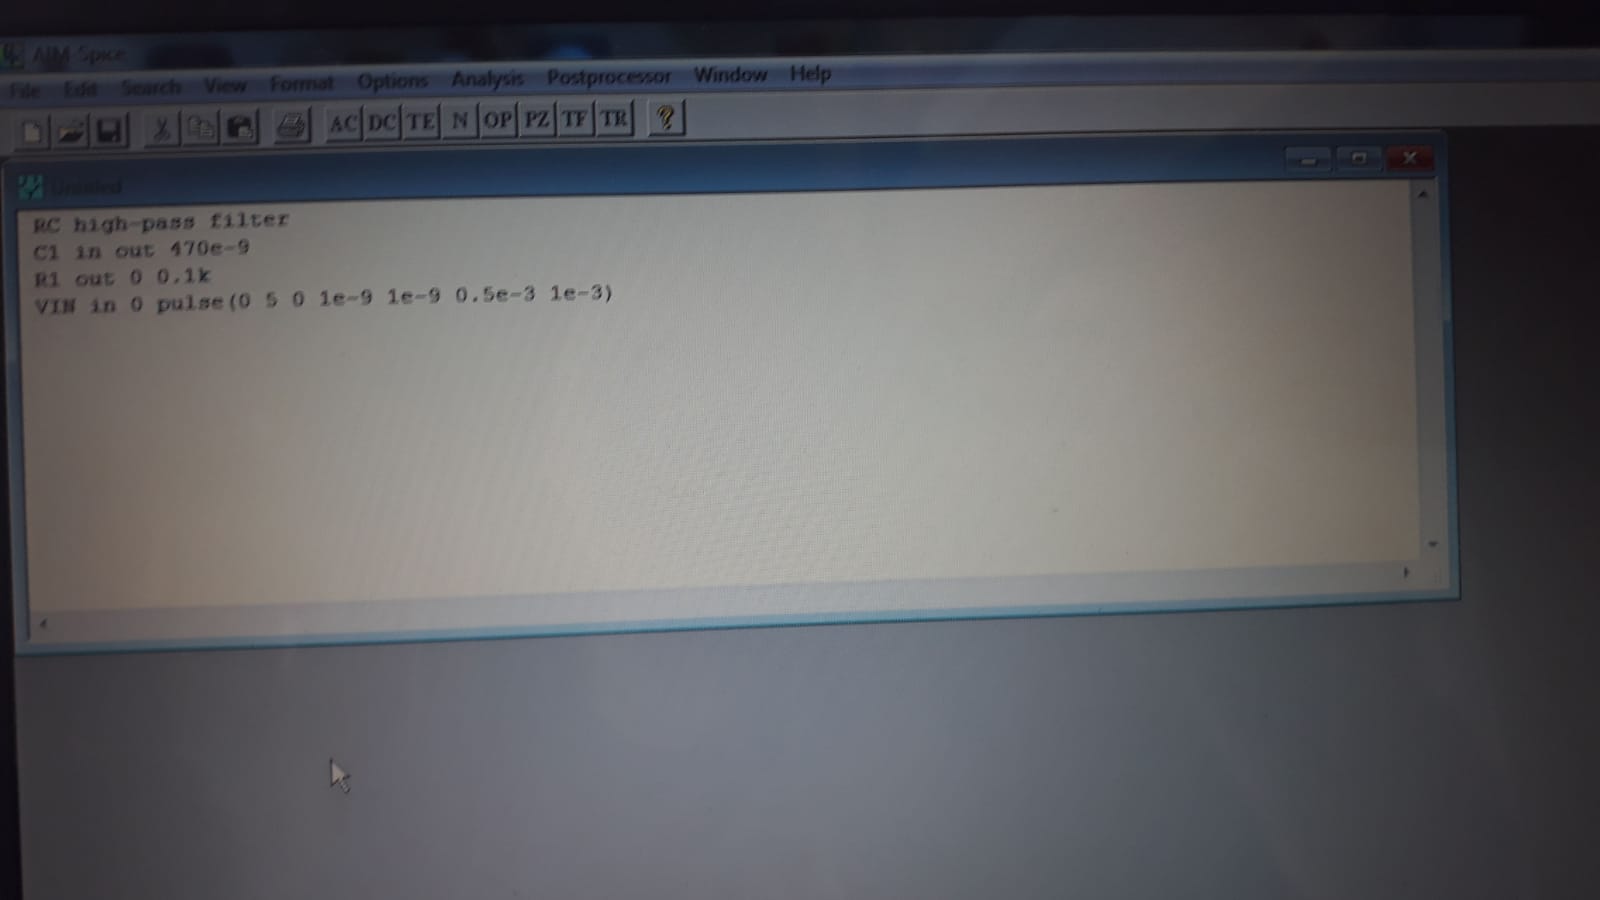 AIM-Spice
File Edit Search View Format Options Analysis Postprocessor Window Help
AC DC TE N OP PZ TF TR ?
Untitled
RC high-pass filter
C1 in out 470e-9
R1 out 0 0.1k
VIN in 0 pulse(0 5 0 1e-9 1e-9 0.5e-3 1e-3)